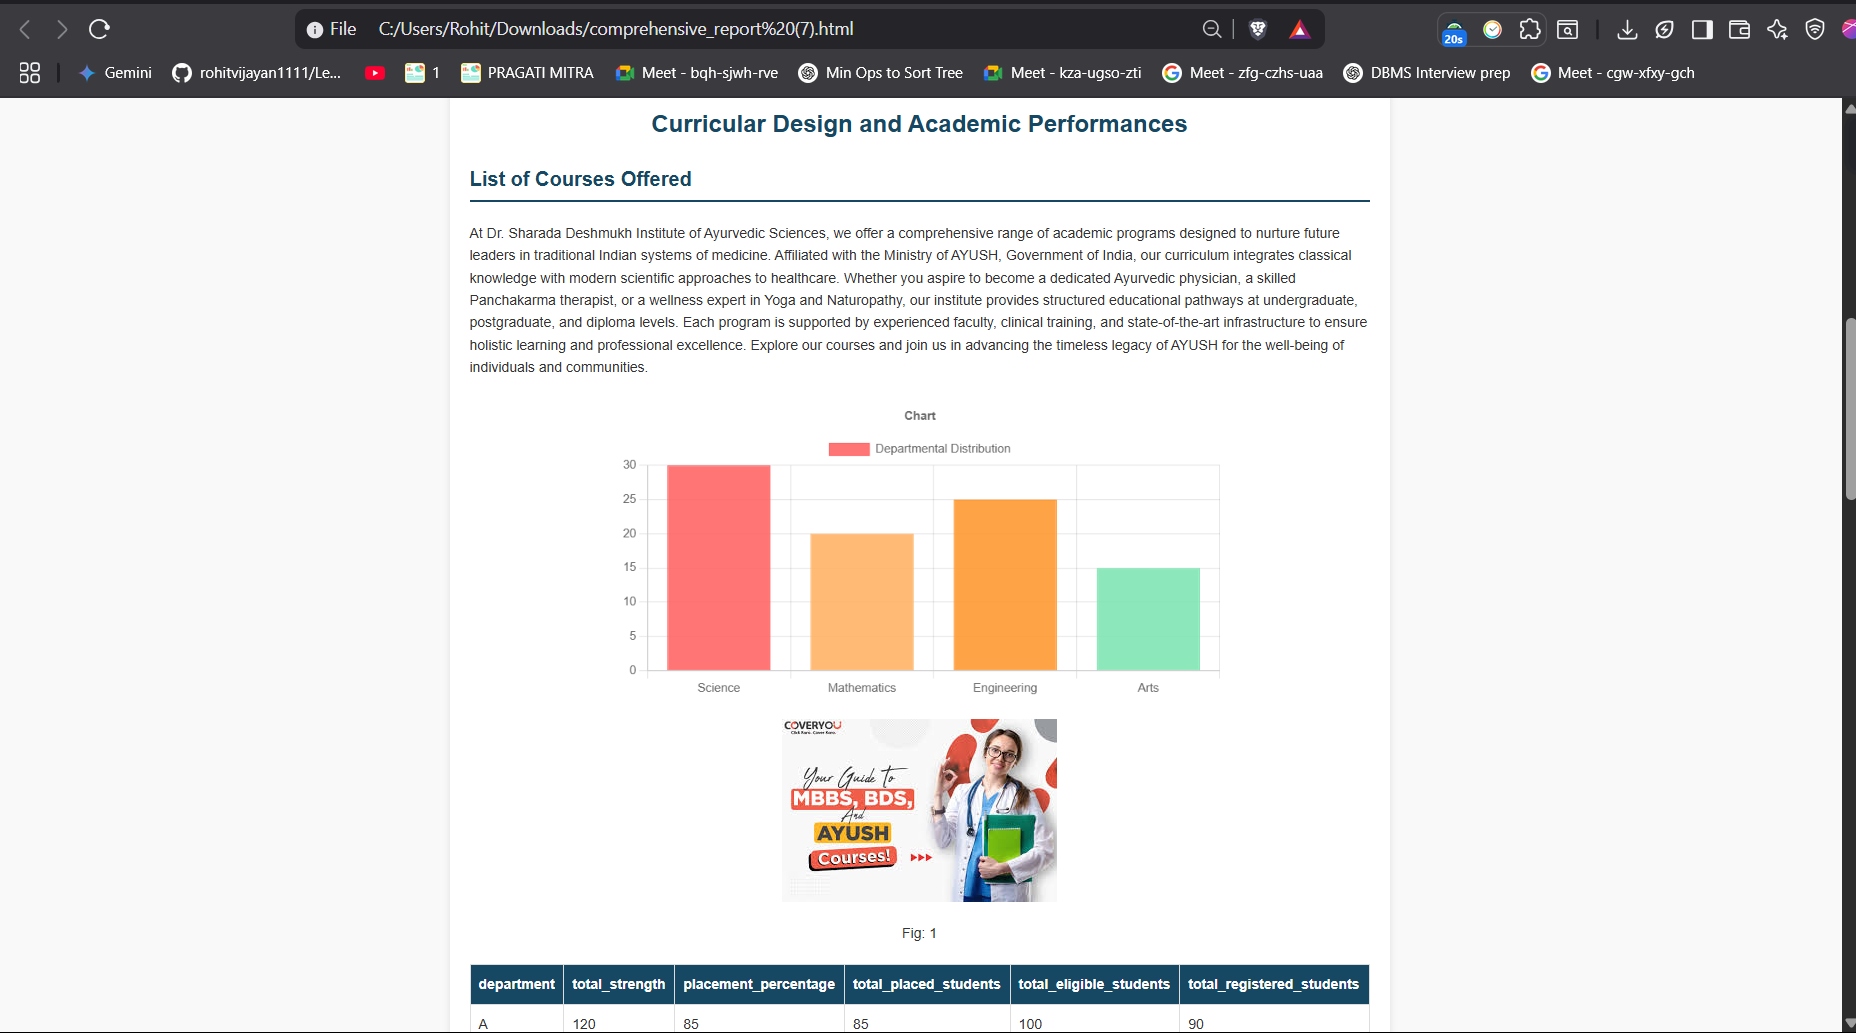 File C:/Users/Rohit/Downloads/comprehensive_report%20(7).html
20s
Gemini rohitvijayan1111/Le... 1 PRAGATI MITRA Meet - bqh-sjwh-rve Min Ops to Sort Tree Meet - kza-ugso-zti Meet - zfg-czhs-uaa DBMS Interview prep Meet - cgw-xfxy-gch
Curricular Design and Academic Performances
List of Courses Offered
At Dr. Sharada Deshmukh Institute of Ayurvedic Sciences, we offer a comprehensive range of academic programs designed to nurture future
leaders in traditional Indian systems of medicine. Affiliated with the Ministry of AYUSH, Government of India, our curriculum integrates classical
knowledge with modern scientific approaches to healthcare. Whether you aspire to become a dedicated Ayurvedic physician, a skilled
Panchakarma therapist, or a wellness expert in Yoga and Naturopathy, our institute provides structured educational pathways at undergraduate,
postgraduate, and diploma levels. Each program is supported by experienced faculty, clinical training, and state-of-the-art infrastructure to ensure
holistic learning and professional excellence. Explore our courses and join us in advancing the timeless legacy of AYUSH for the well-being of
individuals and communities.
Chart
Departmental Distribution
30
25
20
15
10
5
0
Science Mathematics Engineering Arts
COVERYOU
Click Karo. Cover Karo.
Your Guide To
MBBS, BDS,
And
AYUSH
Courses!
Fig: 1
department total_strength placement_percentage total_placed_students total_eligible_students total_registered_students
A 120 85 85 100 90